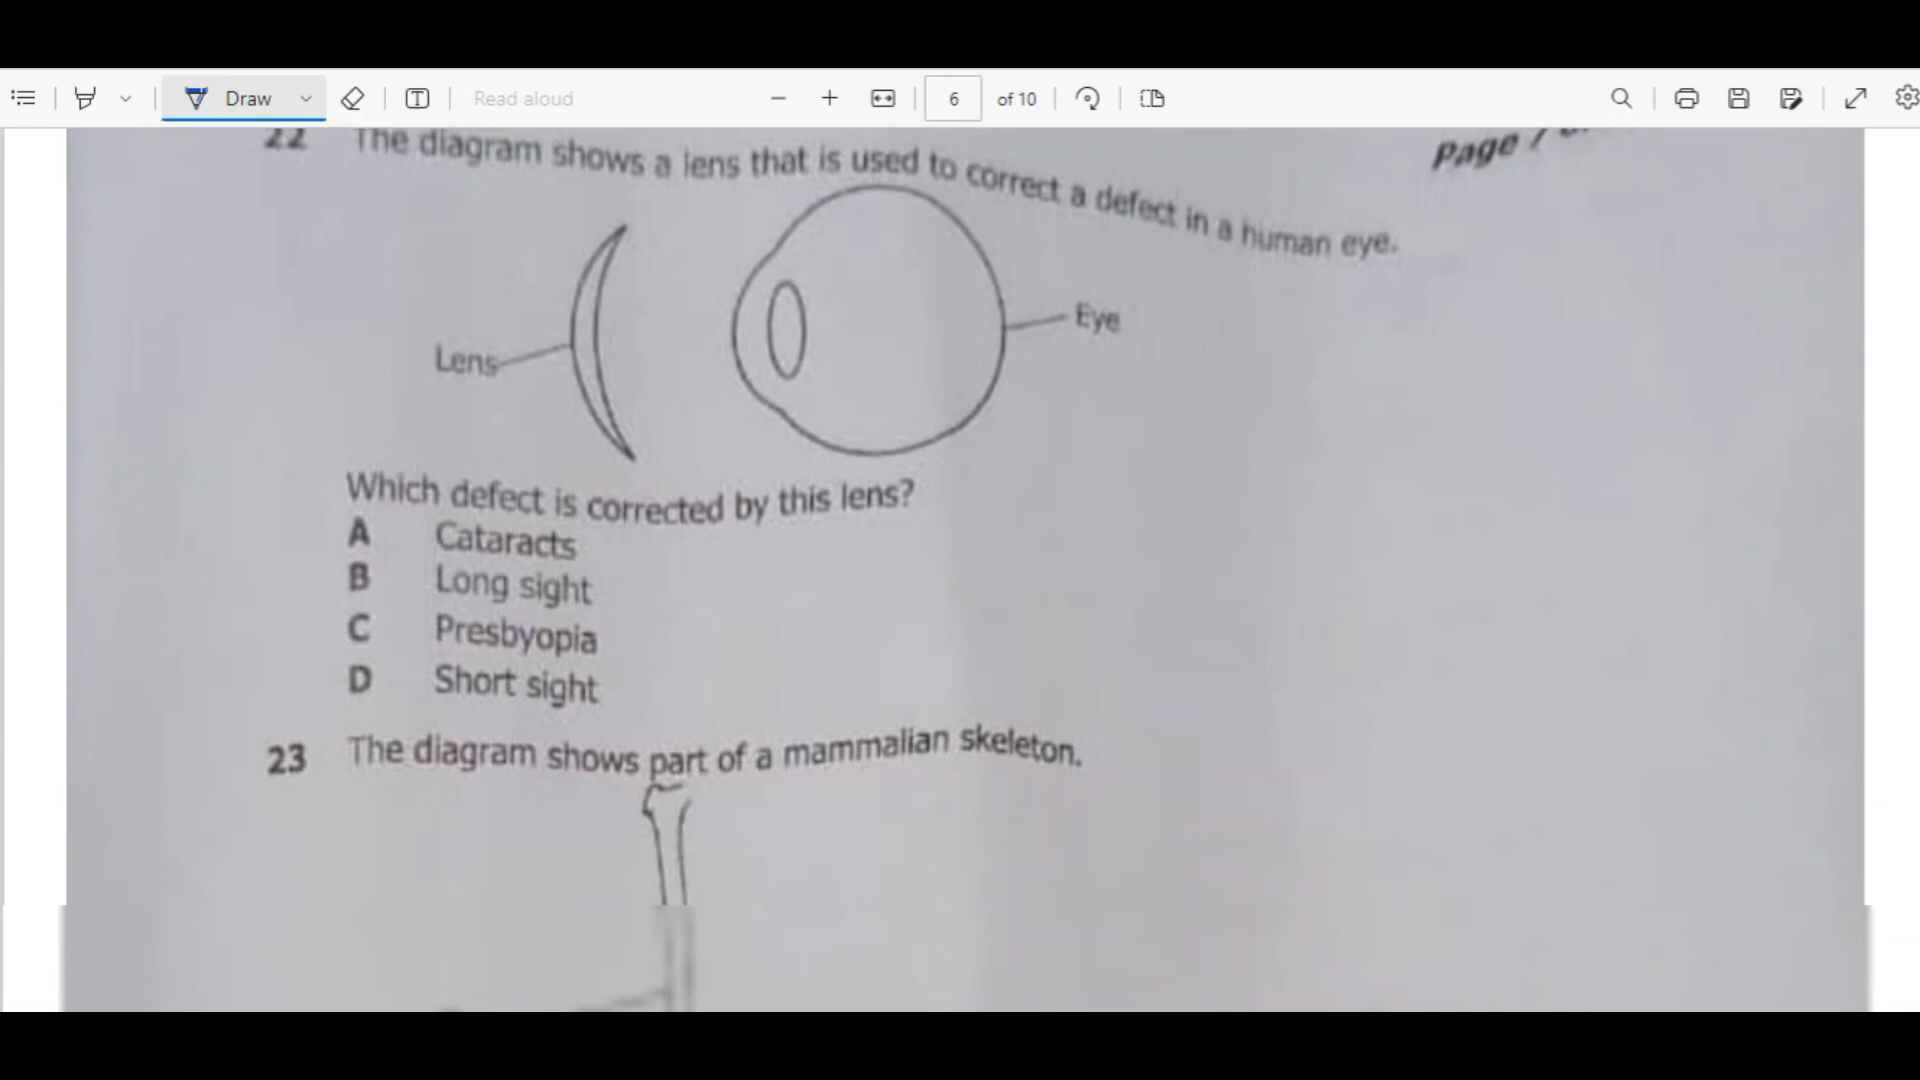 Draw
Read aloud
6 of 10
22 The diagram shows a lens that is used to correct a defect in a human eye.
Page 7
Lens
Eye
Which defect is corrected by this lens?
A Cataracts
B Long sight
C Presbyopia
D Short sight
23 The diagram shows part of a mammalian skeleton.